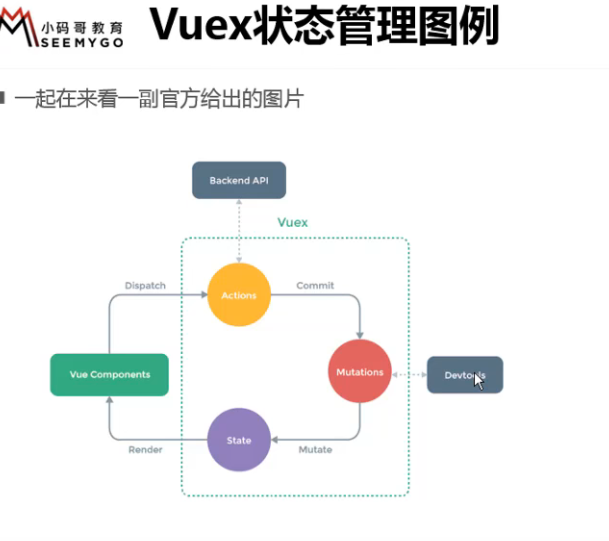 小码哥教育
SEEMYGO
Vuex状态管理图例
一起在来看一副官方给出的图片
Backend API
Vuex
Dispatch
Commit
Actions
Mutations
Devtools
Vue Components
State
Render
Mutate